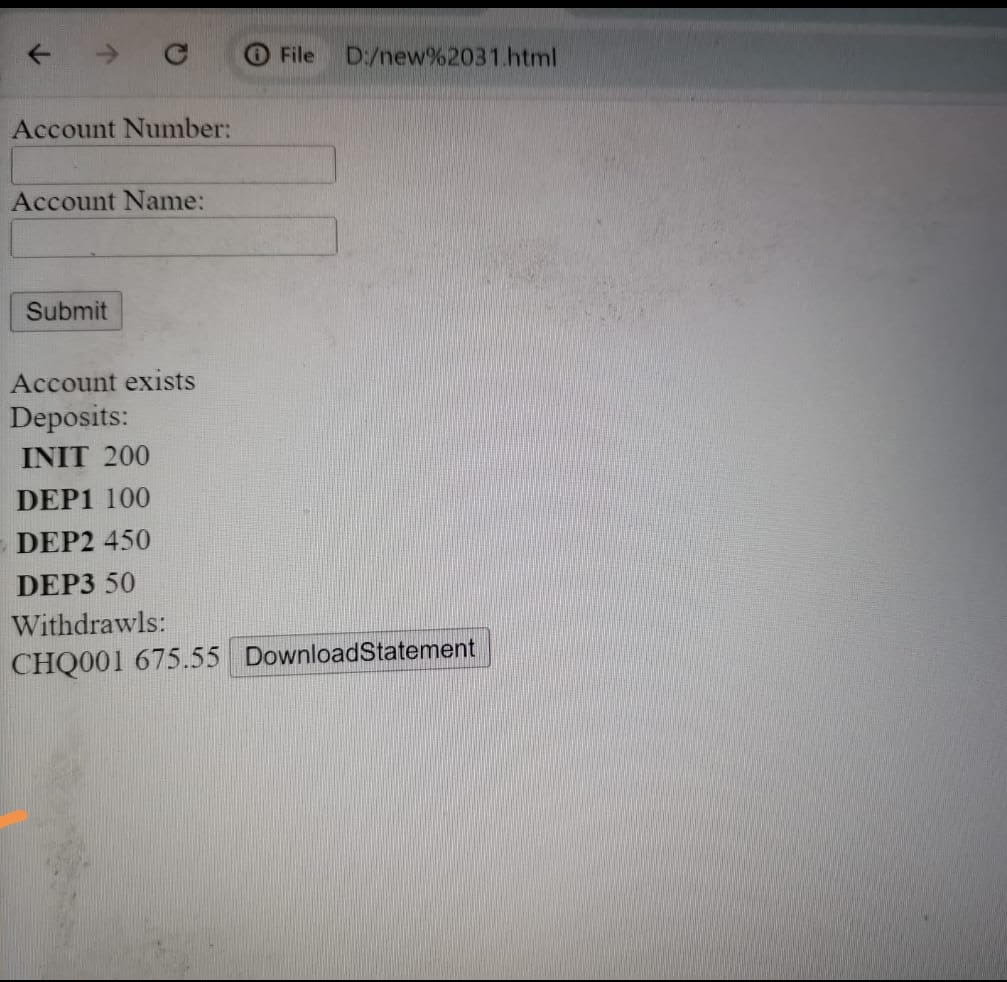 File D:/new%2031.html
Account Number:
Account Name:
Submit
Account exists
Deposits:
INIT 200
DEP1 100
DEP2 450
DEP3 50
Withdrawls:
CHQ001 675.55 DownloadStatement